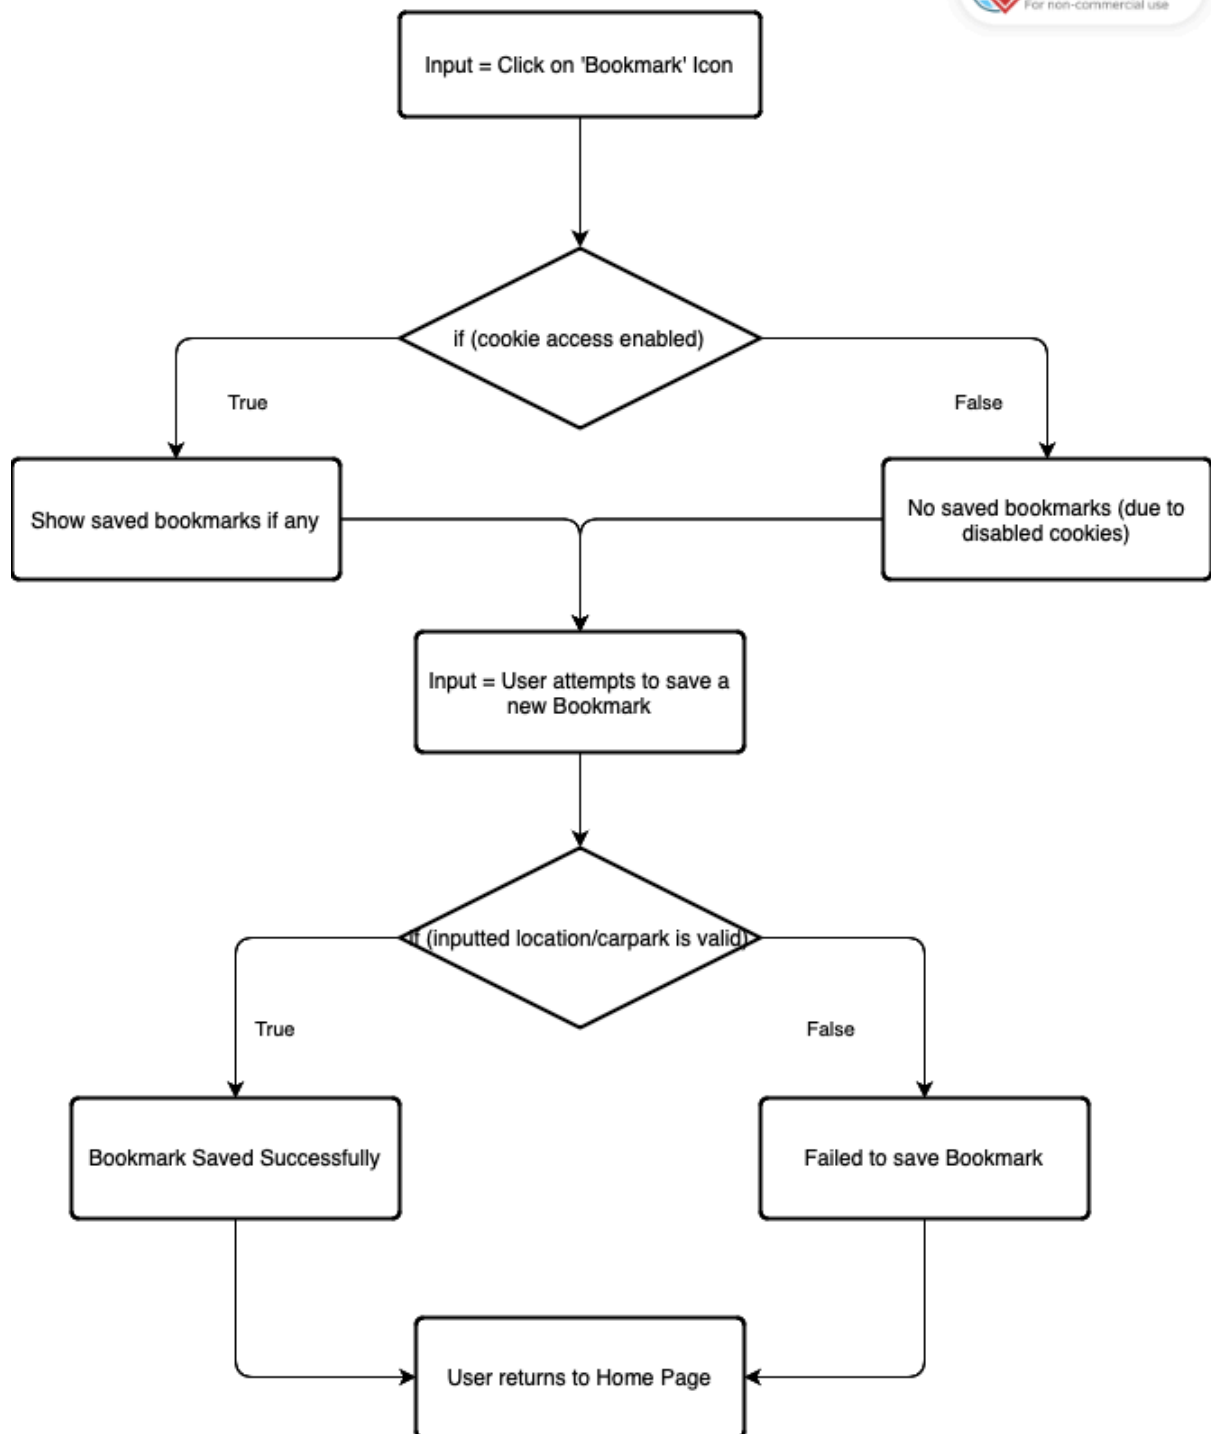 For non-commercial use
Input = Click on 'Bookmark' Icon
if (cookie access enabled)
True
False
Show saved bookmarks if any
No saved bookmarks (due to
disabled cookies)
Input = User attempts to save a
new Bookmark
if (inputted location/carpark is valid)
True
False
Bookmark Saved Successfully
Failed to save Bookmark
User returns to Home Page